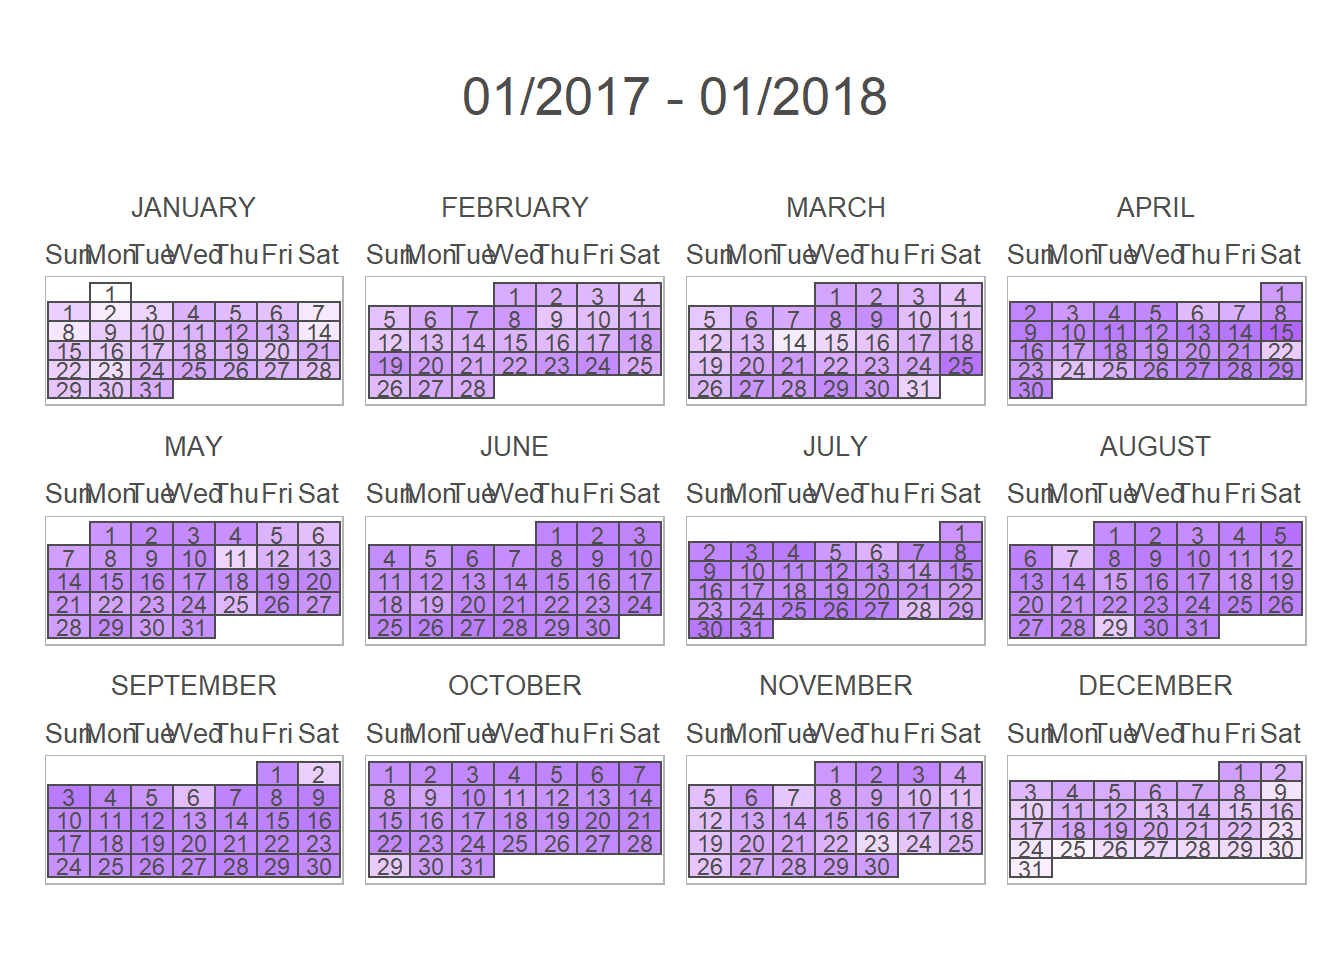 01/2017 - 01/2018
JANUARY FEBRUARY MARCH APRIL
Sun Mon Tue Wed Thu Fri Sat Sun Mon Tue Wed Thu Fri Sat Sun Mon Tue Wed Thu Fri Sat Sun Mon Tue Wed Thu Fri Sat
1
1 2 3 4 5 6 7
8 9 10 11 12 13 14
15 16 17 18 19 20 21
22 23 24 25 26 27 28
29 30 31
1 2 3 4
5 6 7 8 9 10 11
12 13 14 15 16 17 18
19 20 21 22 23 24 25
26 27 28
1 2 3 4
5 6 7 8 9 10 11
12 13 14 15 16 17 18
19 20 21 22 23 24 25
26 27 28 29 30 31
1
2 3 4 5 6 7 8
9 10 11 12 13 14 15
16 17 18 19 20 21 22
23 24 25 26 27 28 29
30
MAY JUNE JULY AUGUST
Sun Mon Tue Wed Thu Fri Sat Sun Mon Tue Wed Thu Fri Sat Sun Mon Tue Wed Thu Fri Sat Sun Mon Tue Wed Thu Fri Sat
1 2 3 4 5 6
7 8 9 10 11 12 13
14 15 16 17 18 19 20
21 22 23 24 25 26 27
28 29 30 31
1 2 3
4 5 6 7 8 9 10
11 12 13 14 15 16 17
18 19 20 21 22 23 24
25 26 27 28 29 30
1
2 3 4 5 6 7 8
9 10 11 12 13 14 15
16 17 18 19 20 21 22
23 24 25 26 27 28 29
30 31
1 2 3 4 5
6 7 8 9 10 11 12
13 14 15 16 17 18 19
20 21 22 23 24 25 26
27 28 29 30 31
SEPTEMBER OCTOBER NOVEMBER DECEMBER
Sun Mon Tue Wed Thu Fri Sat Sun Mon Tue Wed Thu Fri Sat Sun Mon Tue Wed Thu Fri Sat Sun Mon Tue Wed Thu Fri Sat
1 2
3 4 5 6 7 8 9
10 11 12 13 14 15 16
17 18 19 20 21 22 23
24 25 26 27 28 29 30
1 2 3 4 5 6 7
8 9 10 11 12 13 14
15 16 17 18 19 20 21
22 23 24 25 26 27 28
29 30 31
1 2 3 4
5 6 7 8 9 10 11
12 13 14 15 16 17 18
19 20 21 22 23 24 25
26 27 28 29 30
1 2
3 4 5 6 7 8 9
10 11 12 13 14 15 16
17 18 19 20 21 22 23
24 25 26 27 28 29 30
31